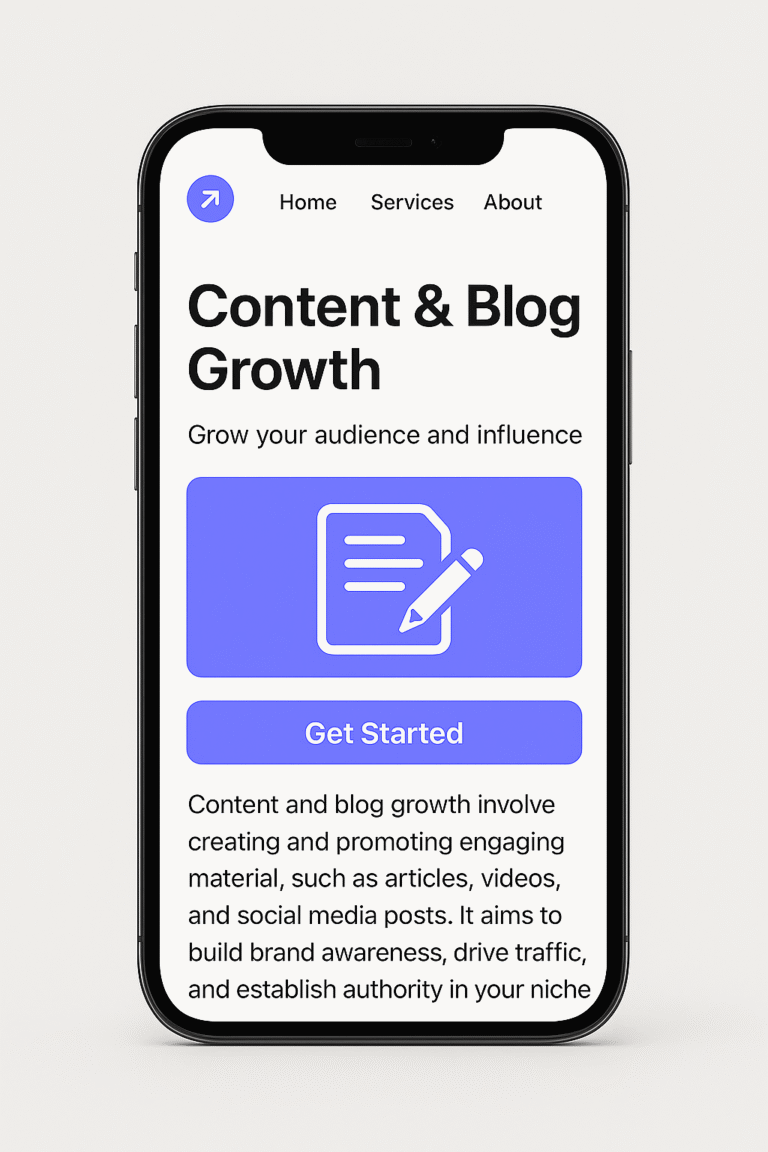 Home Services About
Content & Blog
Growth
Grow your audience and influence
Get Started
Content and blog growth involve
creating and promoting engaging
material, such as articles, videos,
and social media posts. It aims to
build brand awareness, drive traffic,
and establish authority in your niche